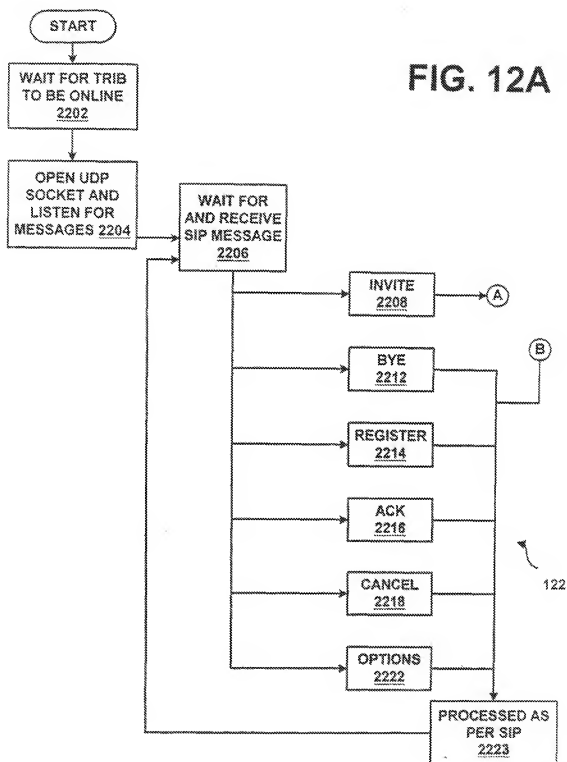 START
WAIT FOR TRIB
TO BE ONLINE
2202
FIG. 12A
OPEN UDP
SOCKET AND
LISTEN FOR
MESSAGES 2204
WAIT FOR
AND RECEIVE
SIP MESSAGE
2206
INVITE
2208
A
B
BYE
2212
REGISTER
2214
ACK
2216
CANCEL
2218
122
OPTIONS
2222
PROCESSED AS
PER SIP
2223